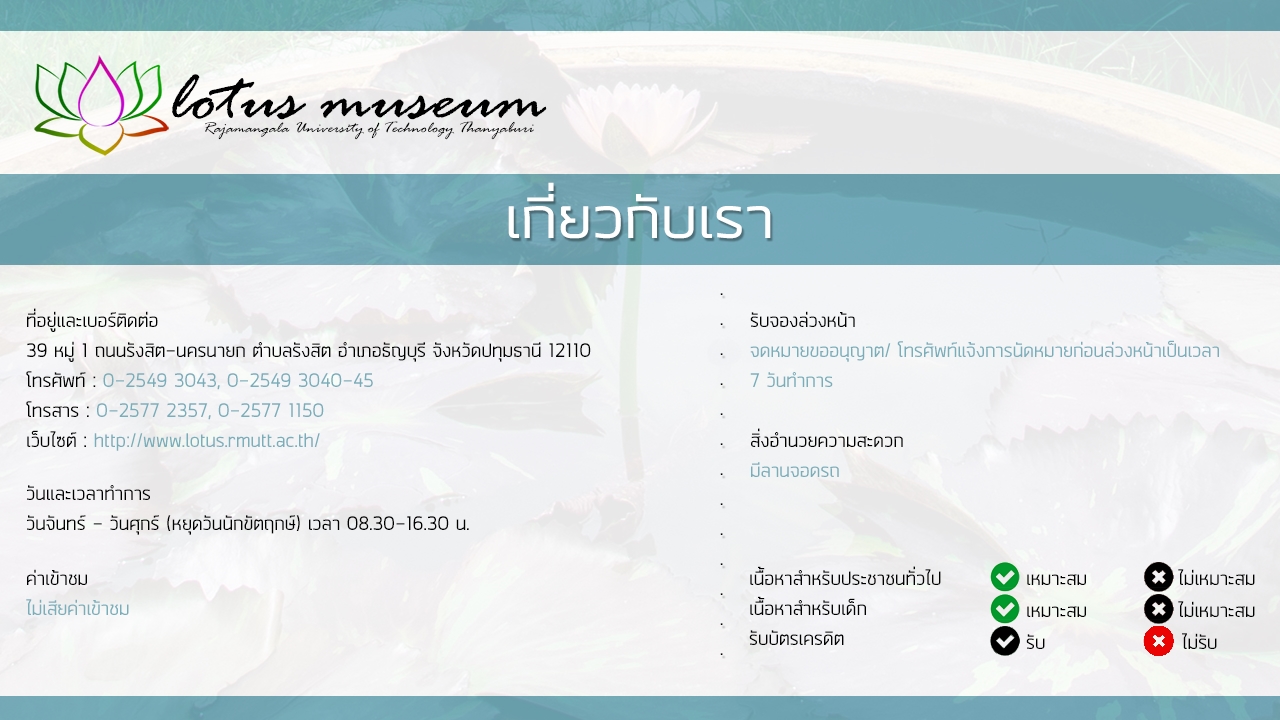 lotus museum
Rajamangala University of Technology Thanyaburi
เกี่ยวกับเรา
ที่อยู่และเบอร์ติดต่อ
39 หมู่ 1 ถนนรังสิต-นครนายก ตำบลรังสิต อำเภอธัญบุรี จังหวัดปทุมธานี 12110
โทรศัพท์ : 0-2549 3043, 0-2549 3040-45
โทรสาร : 0-2577 2357, 0-2577 1150
เว็บไซต์ : http://www.lotus.rmutt.ac.th/
วันและเวลาทำการ
วันจันทร์ - วันศุกร์ (หยุดวันนักขัตฤกษ์) เวลา 08.30-16.30 น.
ค่าเข้าชม
ไม่เสียค่าเข้าชม
รับจองล่วงหน้า
จดหมายขออนุญาต/ โทรศัพท์แจ้งการนัดหมายก่อนล่วงหน้าเป็นเวลา
7 วันทำการ
สิ่งอำนวยความสะดวก
มีลานจอดรถ
เนื้อหาสำหรับประชาชนทั่วไป เหมาะสม ไม่เหมาะสม
เนื้อหาสำหรับเด็ก เหมาะสม ไม่เหมาะสม
รับบัตรเครดิต รับ ไม่รับ